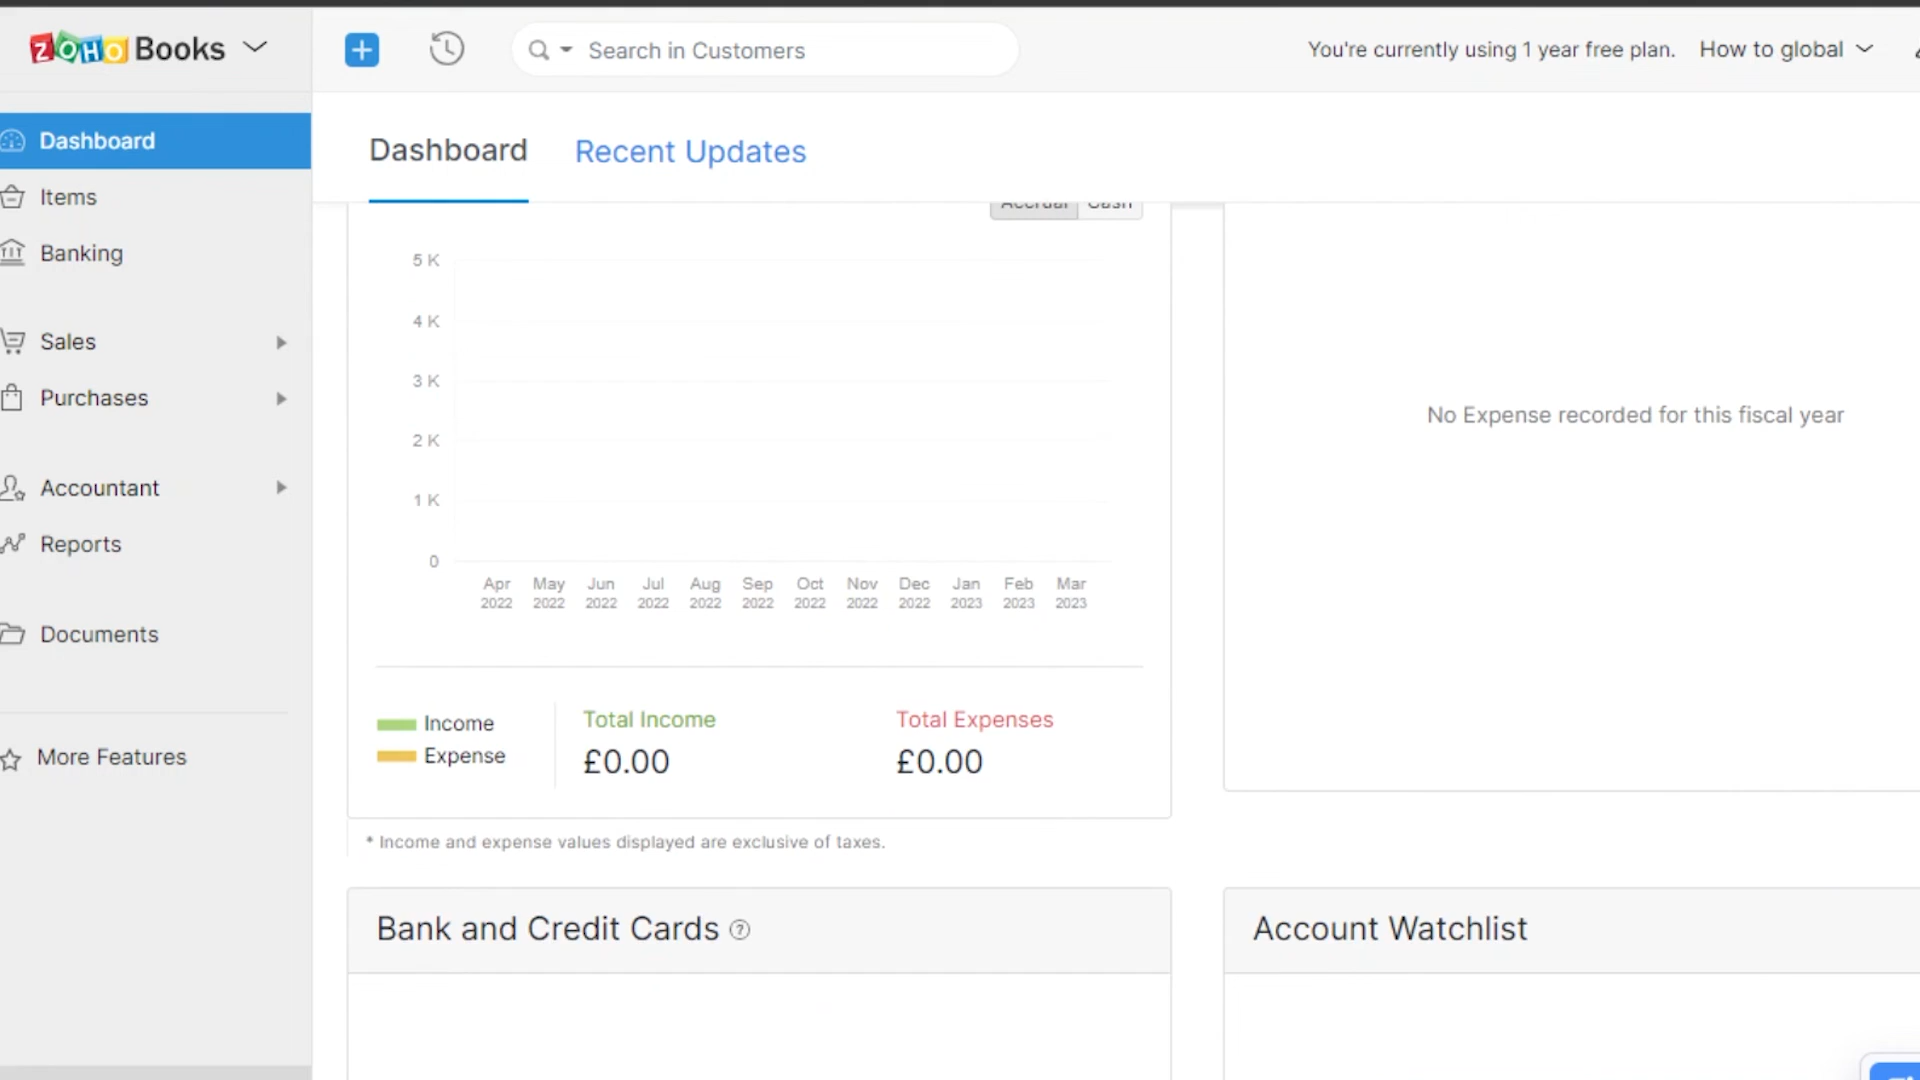 ZOHO Books
Search in Customers
You're currently using 1 year free plan.
How to global
Dashboard
Items
Banking
Sales
Purchases
Accountant
Reports
Documents
More Features
Dashboard
Recent Updates
Accrual
Cash
5 K
4 K
3 K
2 K
1 K
0
Apr May Jun Jul Aug Sep Oct Nov Dec Jan Feb Mar
2022 2022 2022 2022 2022 2022 2022 2022 2022 2023 2023 2023
Income
Expense
Total Income
£0.00
Total Expenses
£0.00
* Income and expense values displayed are exclusive of taxes.
No Expense recorded for this fiscal year
Bank and Credit Cards ?
Account Watchlist